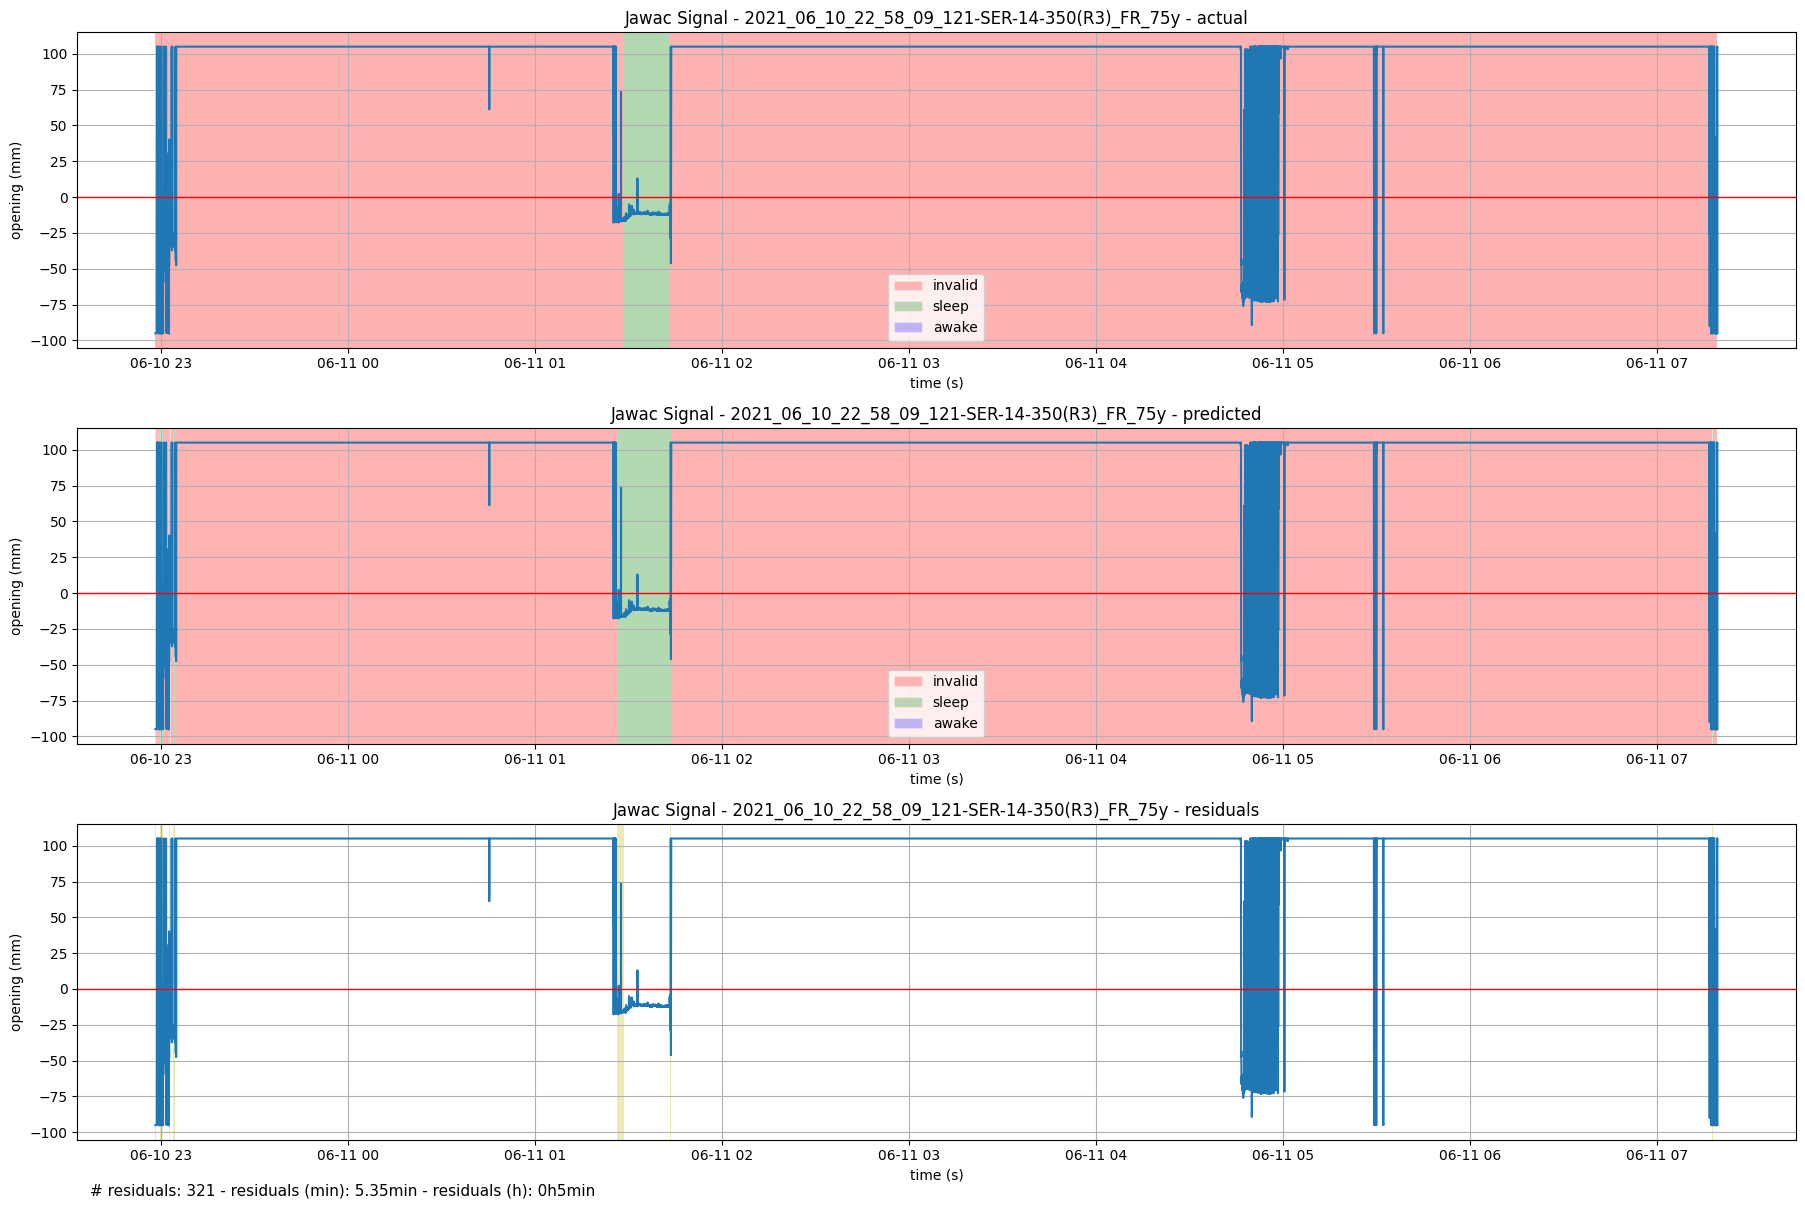 Jawac Signal - 2021_06_10_22_58_09_121-SER-14-350(R3)_FR_75y - actual
opening (mm)
100
75
50
25
0
−25
−50
−75
−100
invalid
sleep
awake
06-10 23 06-11 00 06-11 01 06-11 02 06-11 03 06-11 04 06-11 05 06-11 06 06-11 07
time (s)
Jawac Signal - 2021_06_10_22_58_09_121-SER-14-350(R3)_FR_75y - predicted
opening (mm)
100
75
50
25
0
−25
−50
−75
−100
invalid
sleep
awake
06-10 23 06-11 00 06-11 01 06-11 02 06-11 03 06-11 04 06-11 05 06-11 06 06-11 07
time (s)
Jawac Signal - 2021_06_10_22_58_09_121-SER-14-350(R3)_FR_75y - residuals
opening (mm)
100
75
50
25
0
−25
−50
−75
−100
06-10 23 06-11 00 06-11 01 06-11 02 06-11 03 06-11 04 06-11 05 06-11 06 06-11 07
time (s)
# residuals: 321 - residuals (min): 5.35min - residuals (h): 0h5min